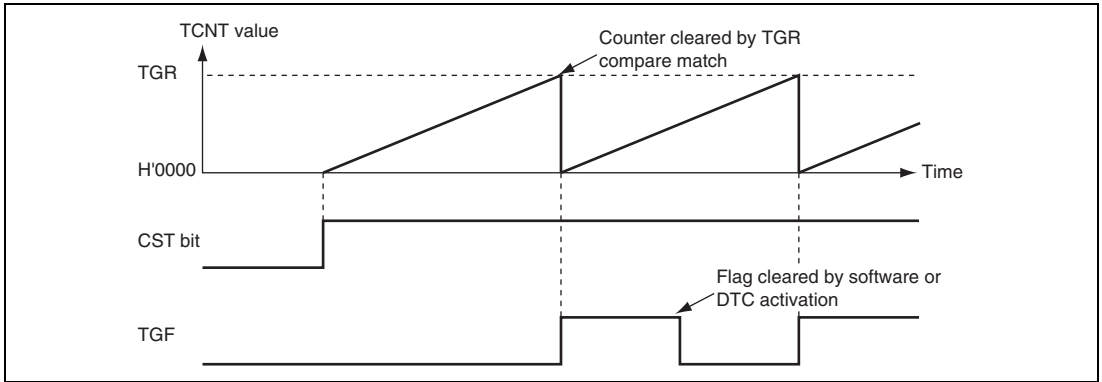 TCNT value
Counter cleared by TGR
compare match
TGR
H'0000
Time
CST bit
Flag cleared by software or
DTC activation
TGF